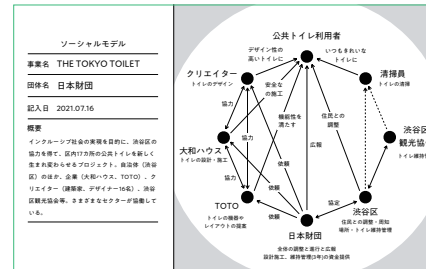 ソーシャルモデル
事業名 THE TOKYO TOILET
団体名 日本財団
記入日 2021.07.16
概要
インクルーシブ社会の実現を目的に、渋谷区の
協力を得て、区内17カ所の公共トイレを新しく
生まれ変わらせるプロジェクト。自治体（渋谷
区）のほか、企業（大和ハウス、TOTO）、ク
リエイター（建築家、デザイナー16名）、渋谷
区観光協会等、さまざまなセクターが協働して
いる。
公共トイレ利用者
デザイン性の
高いトイレに
いつもきれいな
トイレに
クリエイター
トイレのデザイン
安全な
の施工
清掃員
トイレの清掃
協力
機能性を
満たす
住民との
調整
協力
広報
大和ハウス
トイレの設計・施工
渋谷区
観光協
トイレ維持
依頼
協力
依頼
TOTO
トイレの機器や
レイアウトの提案
依頼
協定
渋谷区
住民との調整・周知
場所・トイレ維持管理
日本財団
全体の調整と進行と広報
設計施工、維持管理(3年)の資金提供